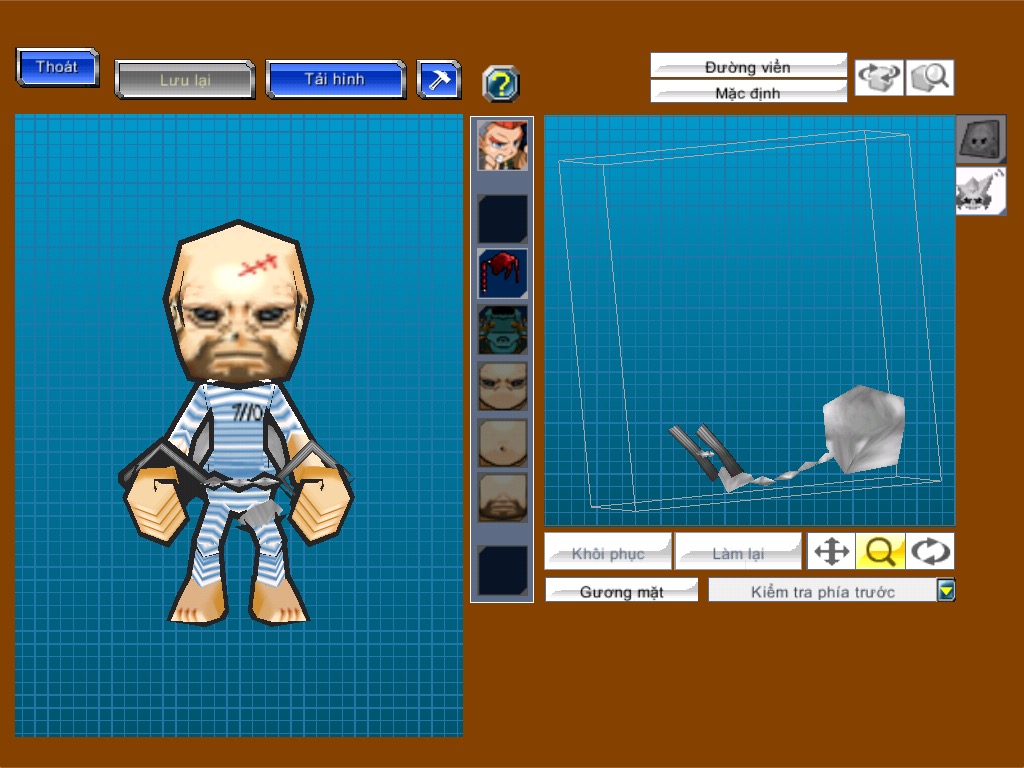 Thoát
Lưu lại
Tải hình
?
Đường viền
Mặc định
7/10
Khôi phục
Làm lại
Gương mặt
Kiểm tra phía trước